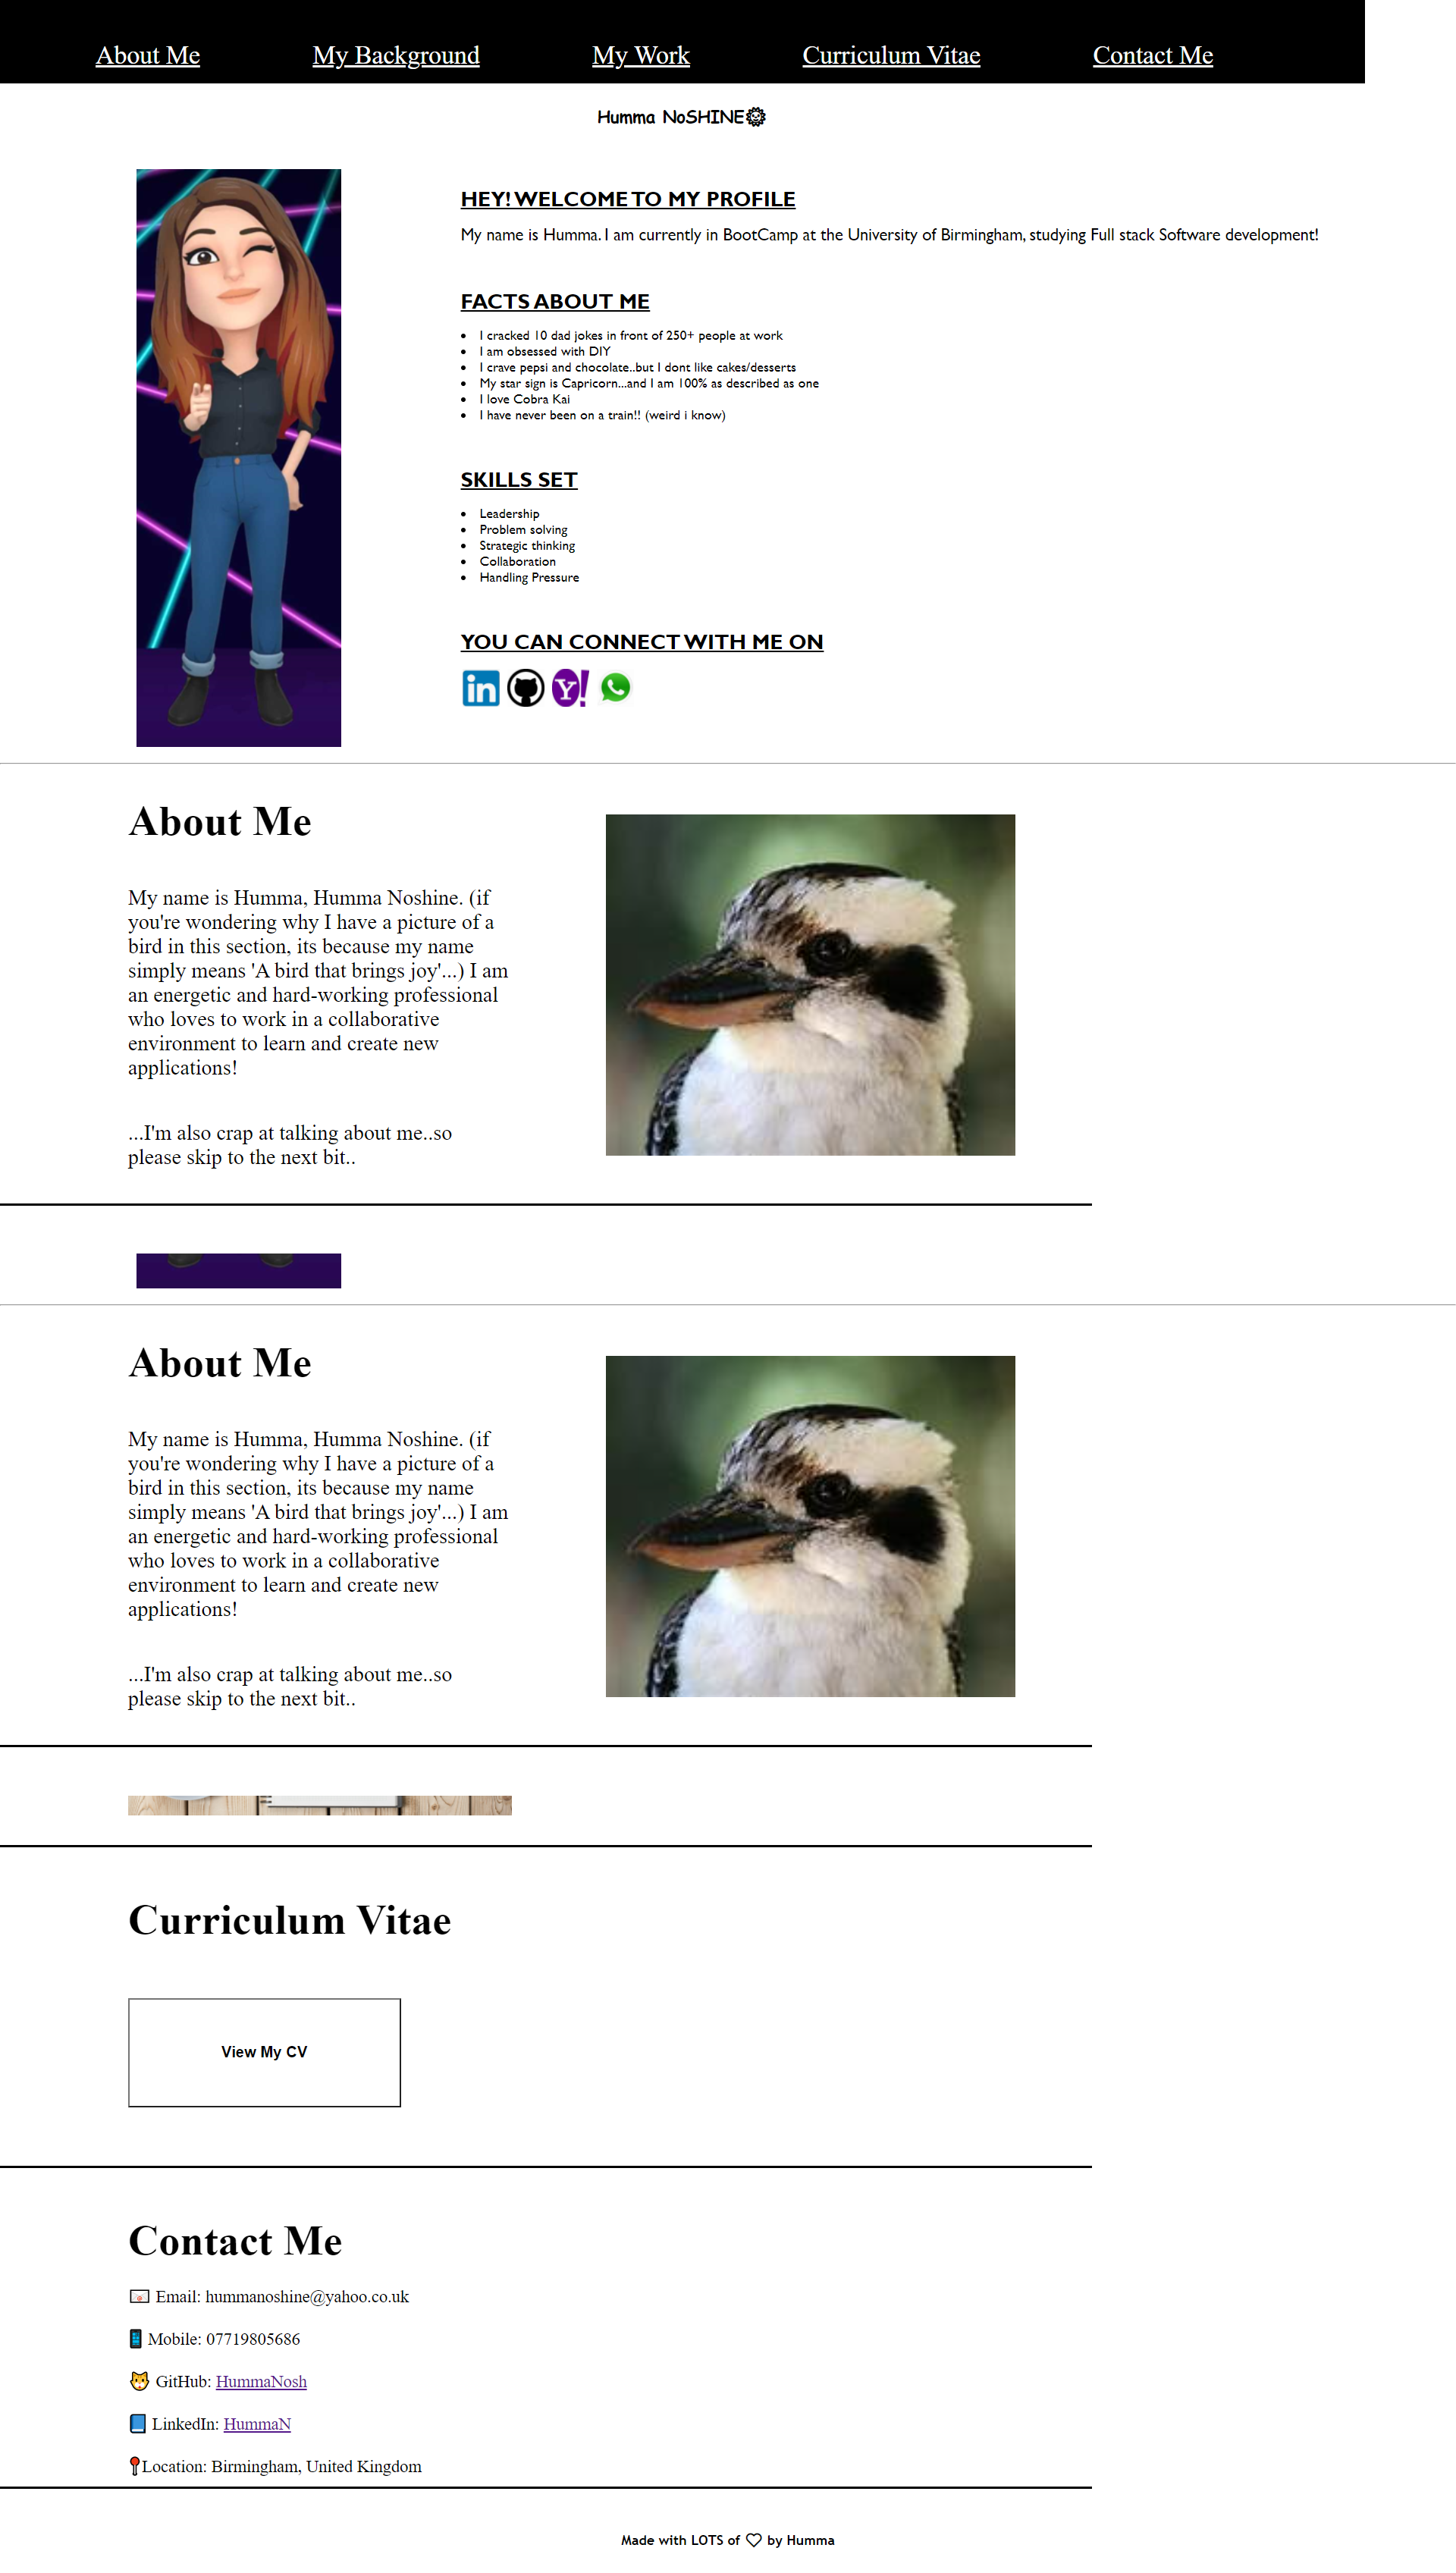 About Me My Background My Work Curriculum Vitae Contact Me
Humma NoSHINE🌞
HEY! WELCOME TO MY PROFILE
My name is Humma. I am currently in BootCamp at the University of Birmingham, studying Full stack Software development!
FACTS ABOUT ME
• I cracked 10 dad jokes in front of 250+ people at work
• I am obsessed with DIY
• I crave pepsi and chocolate..but I dont like cakes/desserts
• My star sign is Capricorn...and I am 100% as described as one
• I love Cobra Kai
• I have never been on a train!! (weird i know)
SKILLS SET
• Leadership
• Problem solving
• Strategic thinking
• Collaboration
• Handling Pressure
YOU CAN CONNECT WITH ME ON
in Y!
About Me
My name is Humma, Humma Noshine. (if
you're wondering why I have a picture of a
bird in this section, its because my name
simply means 'A bird that brings joy'...) I am
an energetic and hard-working professional
who loves to work in a collaborative
environment to learn and create new
applications!
...I'm also crap at talking about me..so
please skip to the next bit..
About Me
My name is Humma, Humma Noshine. (if
you're wondering why I have a picture of a
bird in this section, its because my name
simply means 'A bird that brings joy'...) I am
an energetic and hard-working professional
who loves to work in a collaborative
environment to learn and create new
applications!
...I'm also crap at talking about me..so
please skip to the next bit..
Curriculum Vitae
View My CV
Contact Me
📧 Email: hummanoshine@yahoo.co.uk
📱 Mobile: 07719805686
🐱 GitHub: HummaNosh
📘 LinkedIn: HummaN
📍Location: Birmingham, United Kingdom
Made with LOTS of ♡ by Humma